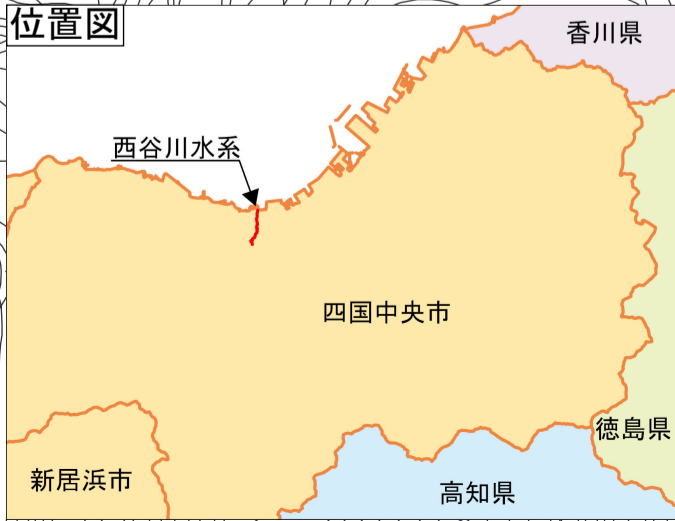 位置図
香川県
西谷川水系
四国中央市
徳島県
新居浜市
高知県